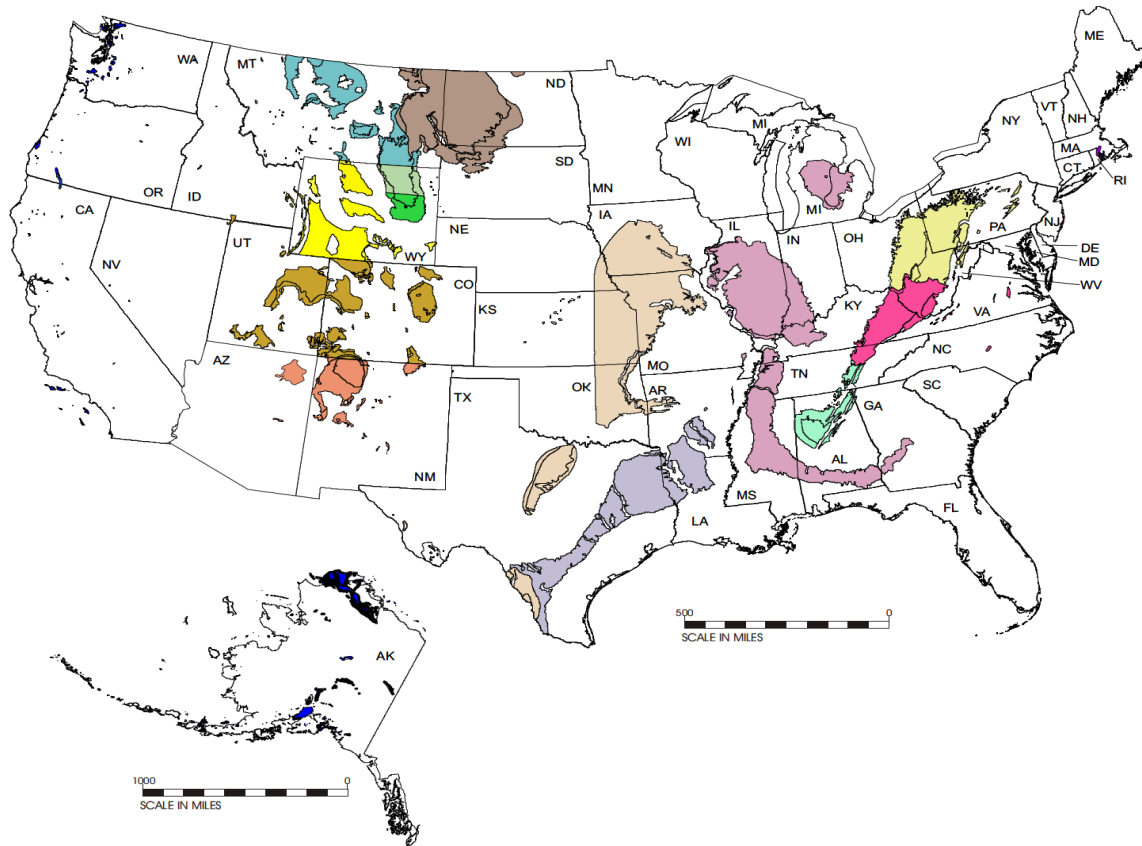 ME
WA
MT
ND
VT
NH
NY
MI
WI
MA
SD
CT
RI
OR
ID
MN
CA
IA
MI
PA
NJ
NE
IL
IN
OH
UT
WY
DE
MD
NV
CO
WV
KS
KY
VA
AZ
NC
MO
TN
OK
AR
SC
TX
GA
AL
NM
MS
FL
LA
500
0
SCALE IN MILES
AK
1000
0
SCALE IN MILES